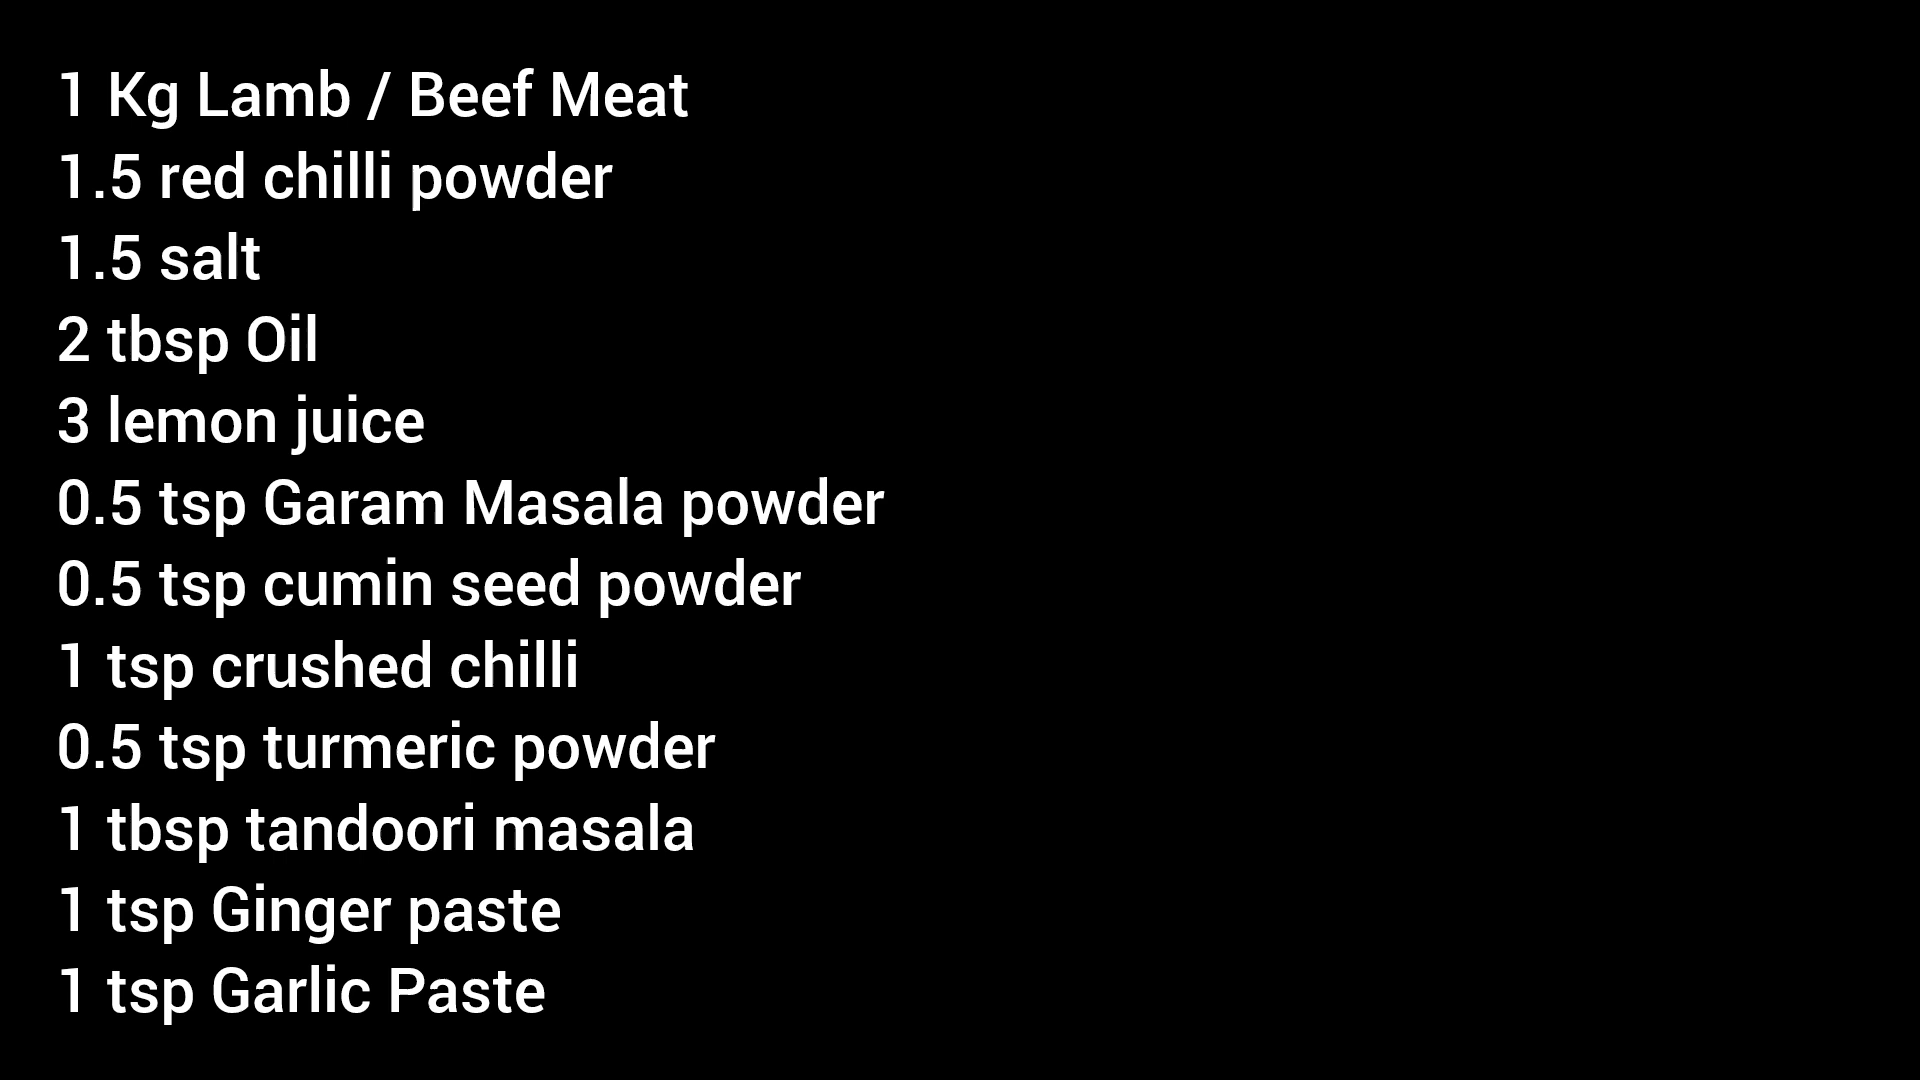 1 Kg Lamb / Beef Meat
1.5 red chilli powder
1.5 salt
2 tbsp Oil
3 lemon juice
0.5 tsp Garam Masala powder
0.5 tsp cumin seed powder
1 tsp crushed chilli
0.5 tsp turmeric powder
1 tbsp tandoori masala
1 tsp Ginger paste
1 tsp Garlic Paste